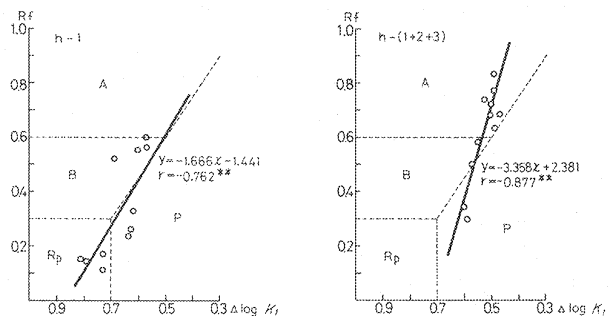 Rf
1.0
h-1
A
0.8
0.6
y=-1.666x-1.441
r=-0.762**
B
0.4
P
0.2
Rp
0.9 0.7 0.5 0.3 Δ log K₁
Rf
1.0
h-(1+2+3)
A
0.8
0.6
y=-3.358x+2.381
r=-0.877**
B
0.4
P
0.2
Rp
0.9 0.7 0.5 0.3 Δ log K₁